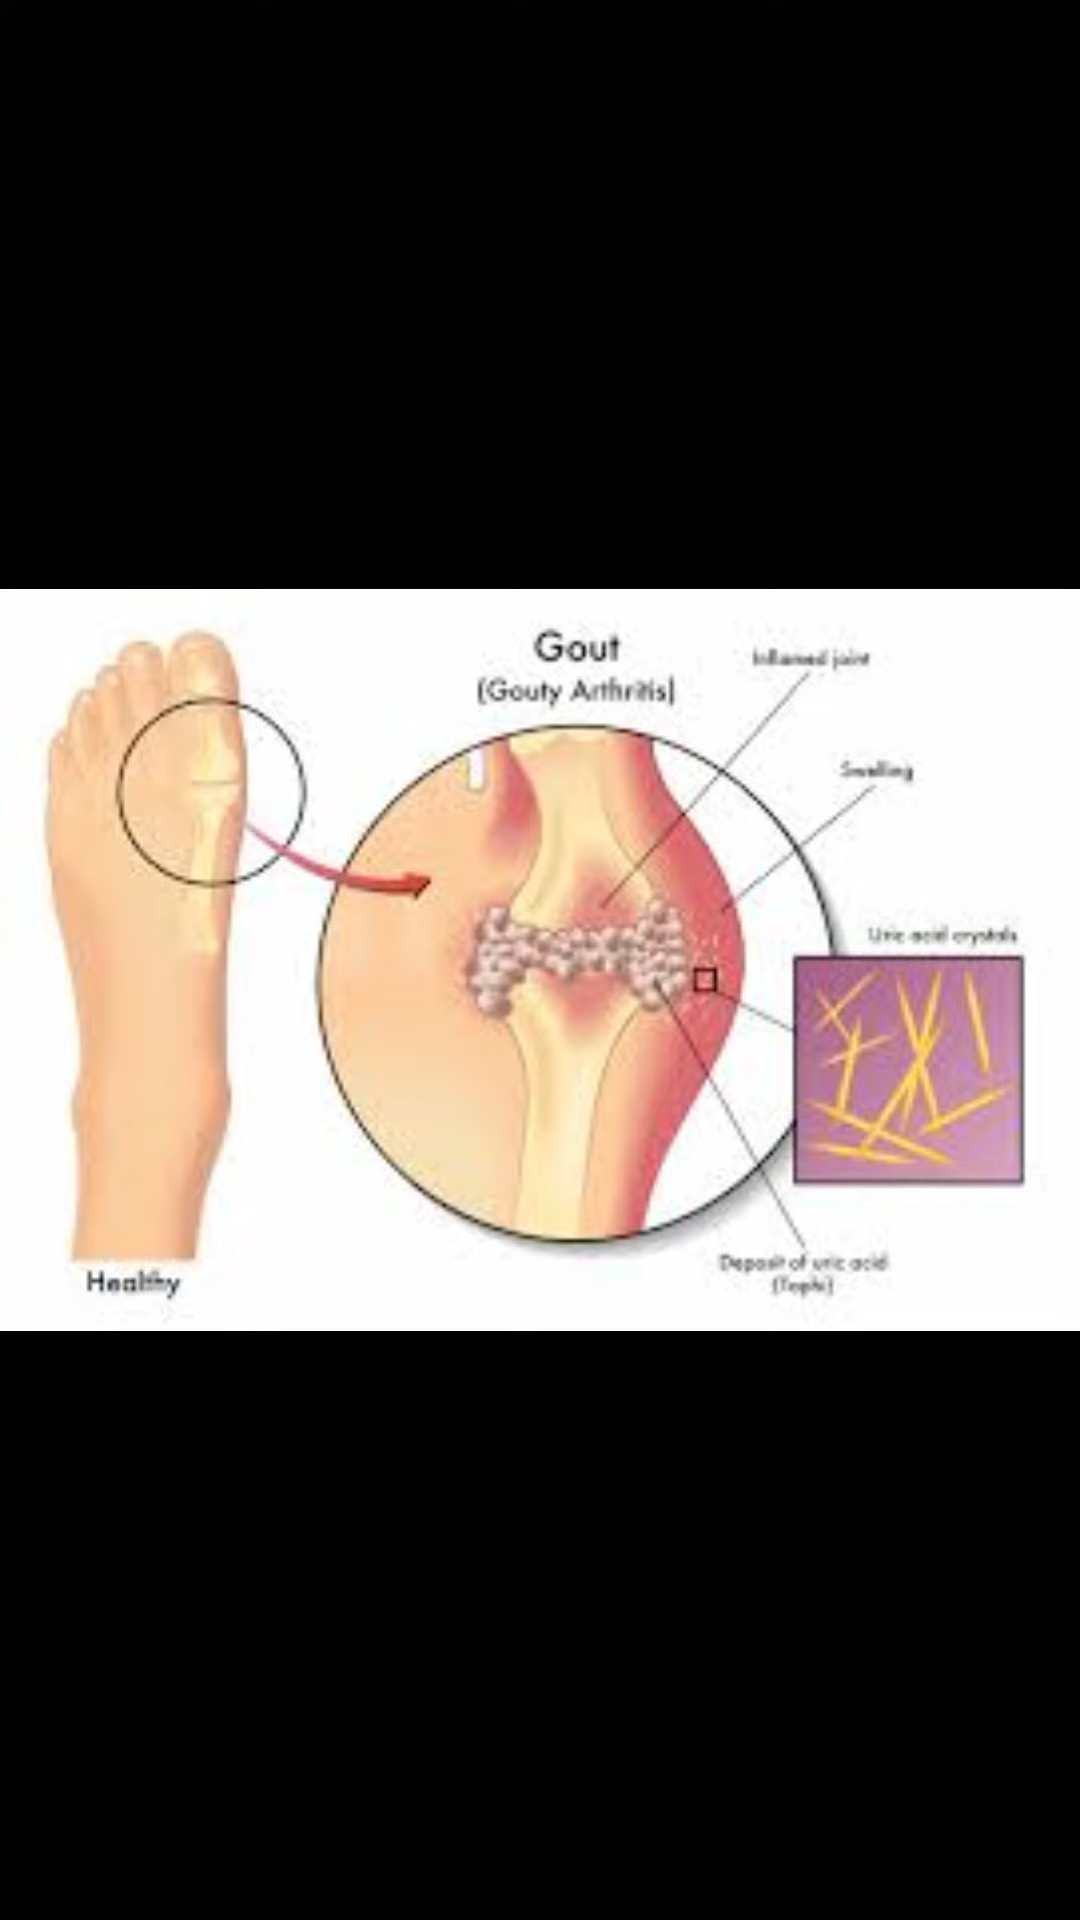 Gout
(Gouty Arthritis)
Inflamed joint
Swelling
Uric acid crystals
Deposit of uric acid
(Tophi)
Healthy